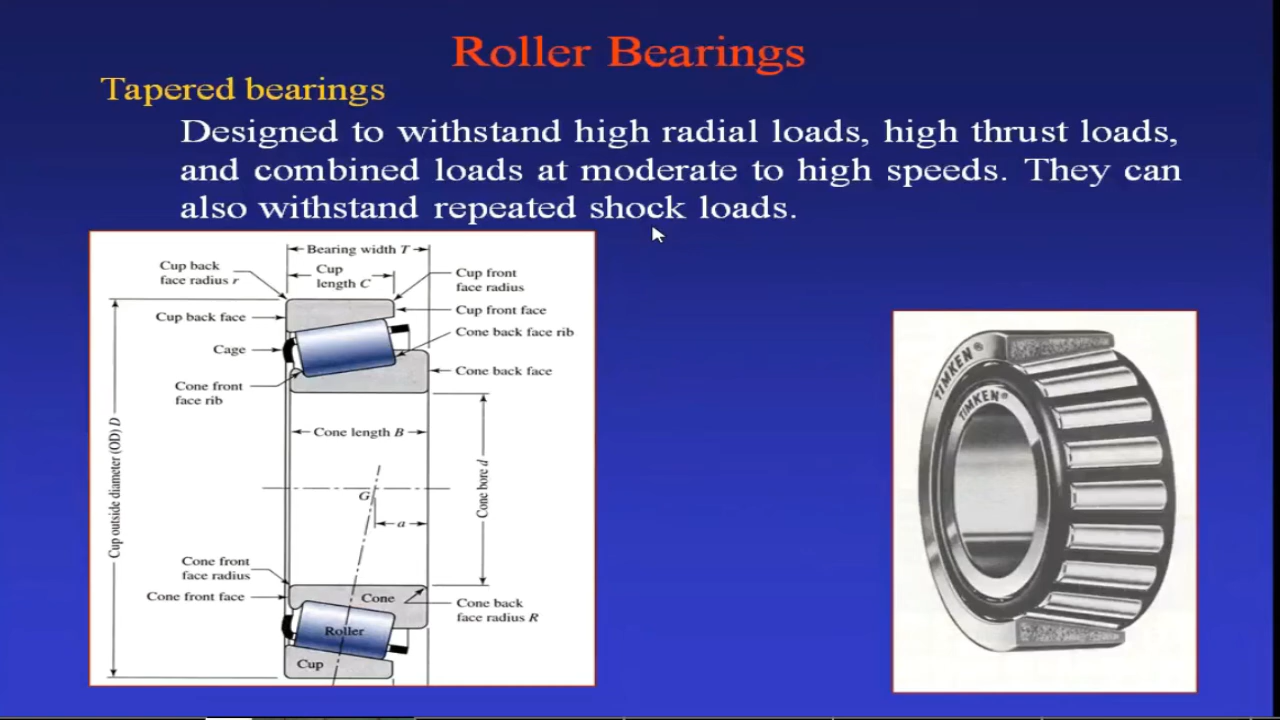 Roller Bearings
Tapered bearings
Designed to withstand high radial loads, high thrust loads,
and combined loads at moderate to high speeds. They can
also withstand repeated shock loads.
Bearing width T
Cup back
face radius r
Cup
length C
Cup front
face radius
Cup back face
Cup front face
Cone back face rib
Cage
Cone back face
Cone front
face rib
Cone length B
Cup outside diameter (OD) D
Cone bore d
G
a
Cone front
face radius
Cone front face
Cone
Cone back
face radius R
Roller
Cup
TIMKEN®
TIMKEN®